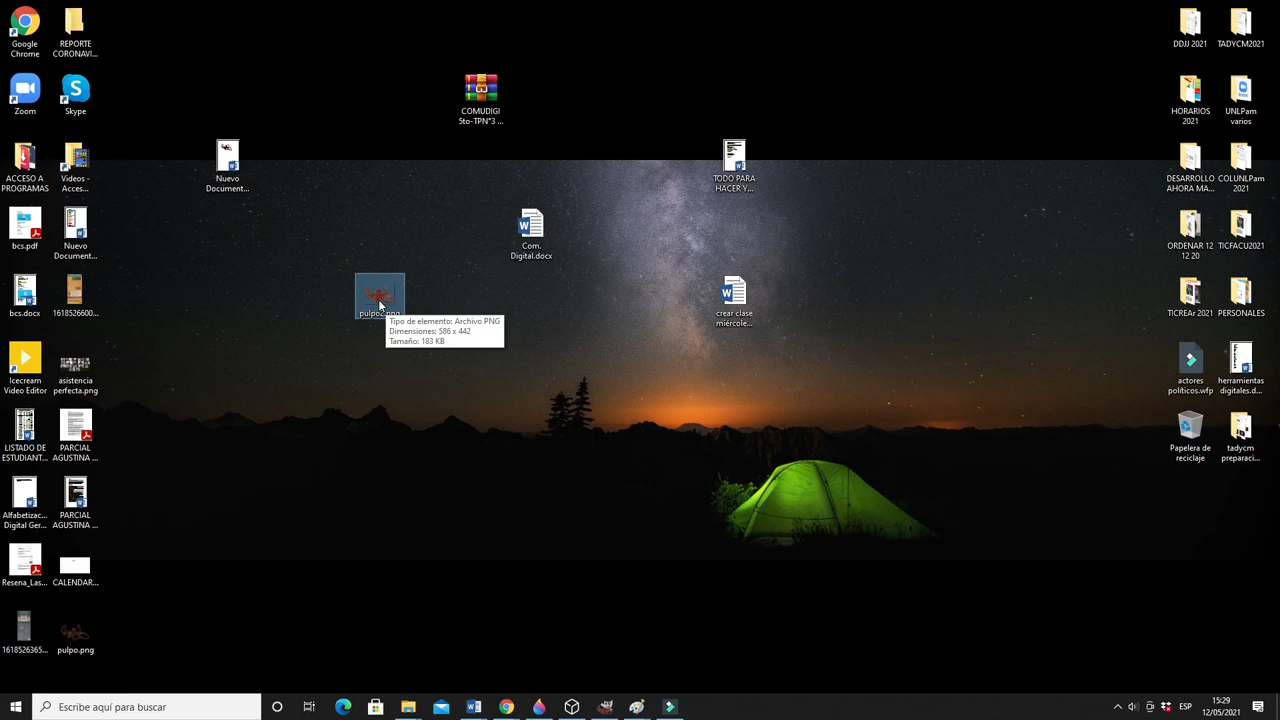 Google
Chrome
REPORTE
CORONAVI...
Zoom
Skype
ACCESO A
PROGRAMAS
Videos -
Acces...
bcs.pdf
Nuevo
Document...
bcs.docx
1618526600...
Icecream
Video Editor
asistencia
perfecta.png
LISTADO DE
ESTUDIANT...
PARCIAL
AGUSTINA ...
Alfabetizac...
Digital Ger...
PARCIAL
AGUSTINA ...
Resena_Las...
CALENDAR...
1618526365...
pulpo.png
COMUDIGI
5to-TPN°3 ...
Nuevo
Document...
TODO PARA
HACER Y...
Com.
Digital.docx
pulpo2.png
Tipo de elemento: Archivo PNG
Dimensiones: 586 x 442
Tamaño: 183 KB
crear clase
miercole...
DDJJ 2021
TADYCM2021
HORARIOS
2021
UNLPam
varios
DESARROLLO
AHORA MA...
COLUNLPam
2021
ORDENAR 12
12 20
TICFACU2021
TICREAr 2021
PERSONALES
actores
políticos.wfp
herramientas
digitales.d...
Papelera de
reciclaje
tadycm
preparaci...
Escribe aquí para buscar
ESP
15:29
12/05/2021